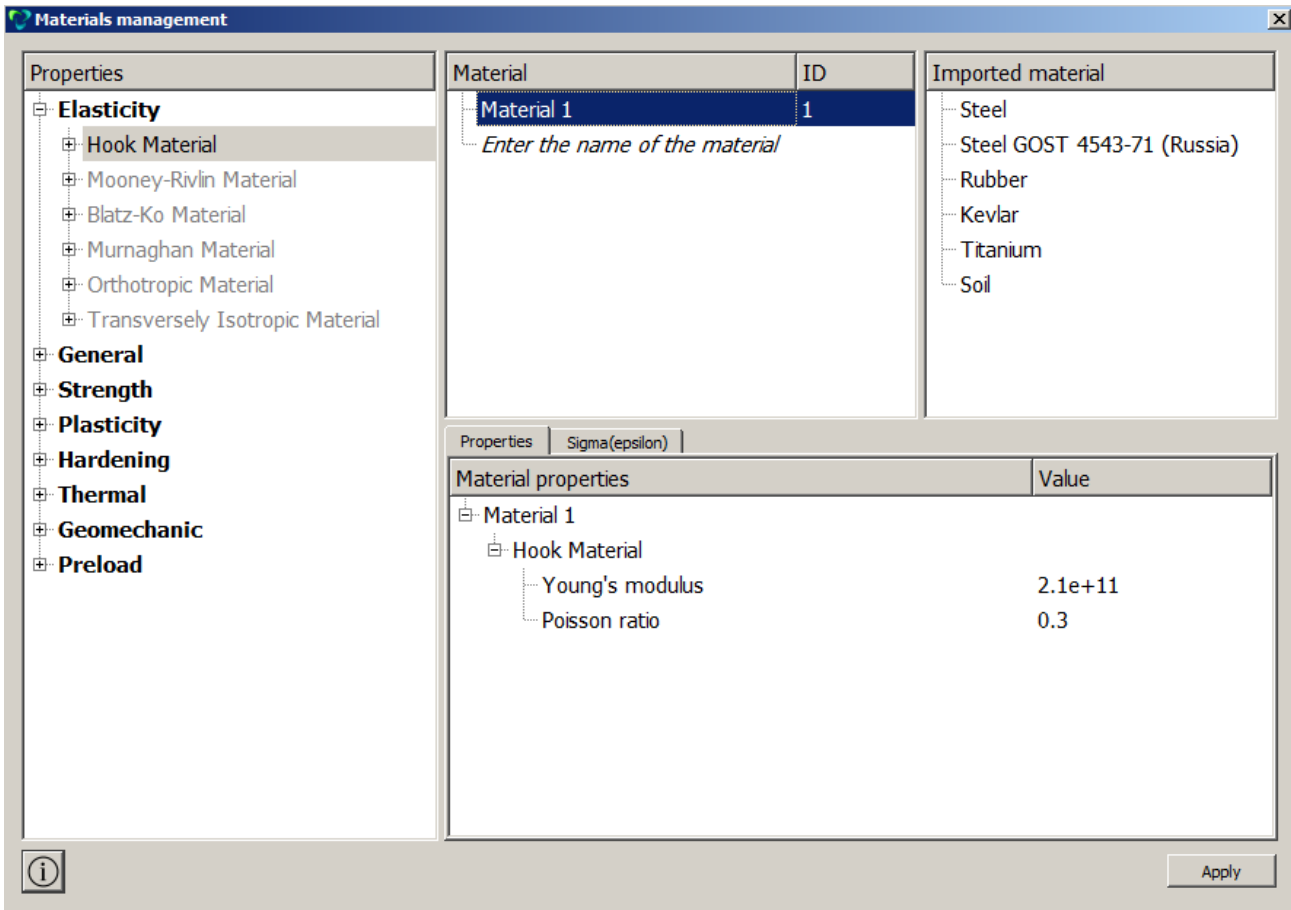 Materials management
Properties
Elasticity
Hook Material
Mooney-Rivlin Material
Blatz-Ko Material
Murnaghan Material
Orthotropic Material
Transversely Isotropic Material
General
Strength
Plasticity
Hardening
Thermal
Geomechanic
Preload
Material ID
Material 1 1
Enter the name of the material
Imported material
Steel
Steel GOST 4543-71 (Russia)
Rubber
Kevlar
Titanium
Soil
Properties Sigma(epsilon)
Material properties Value
Material 1
Hook Material
Young's modulus 2.1e+11
Poisson ratio 0.3
Apply